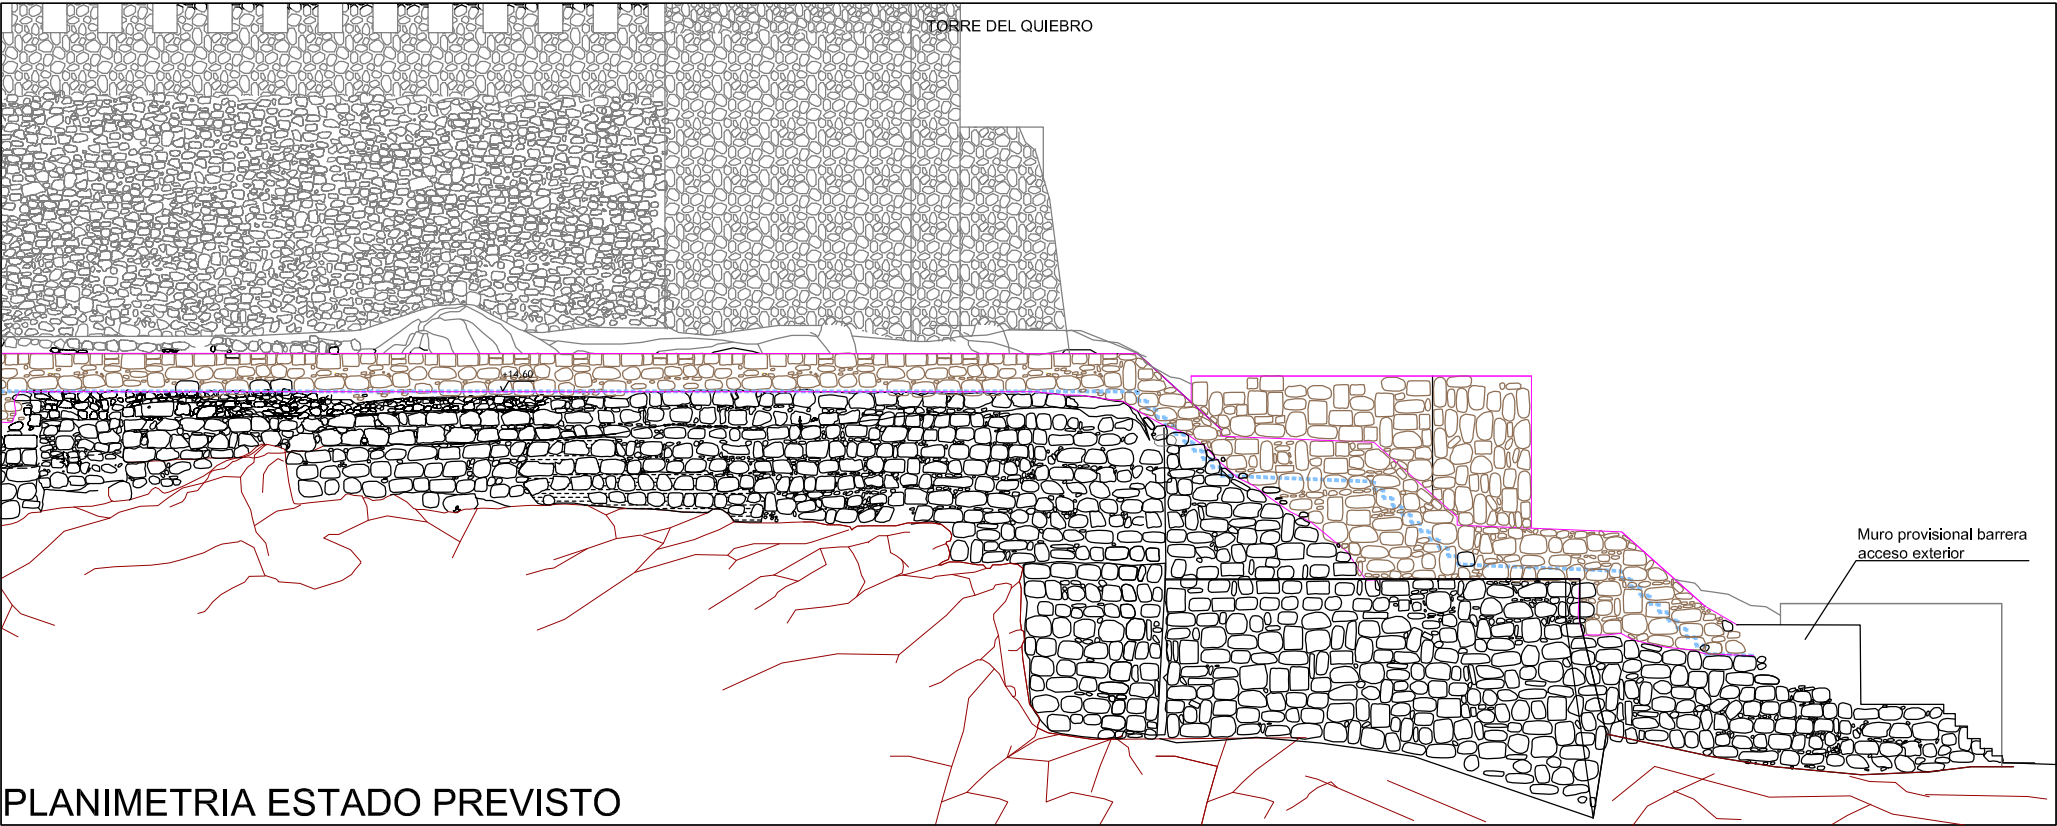 TORRE DEL QUIEBRO
+14,60
Muro provisional barrera
acceso exterior
PLANIMETRIA ESTADO PREVISTO